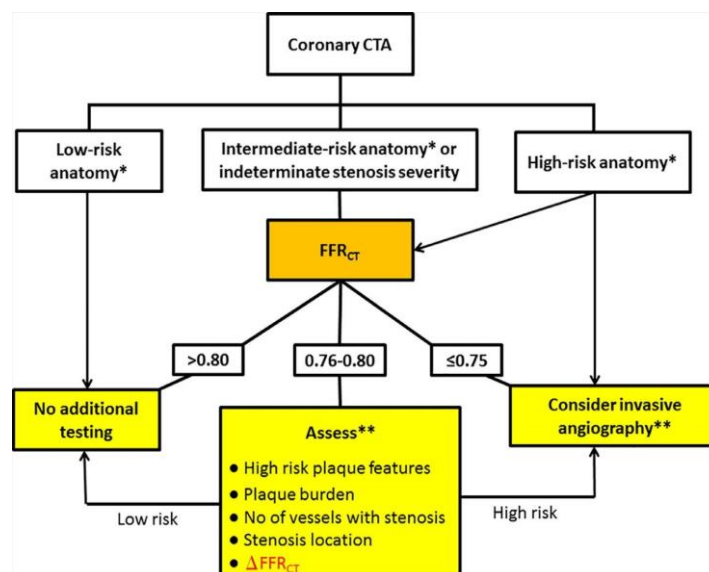 Coronary CTA
Low-risk
anatomy*
Intermediate-risk anatomy* or
indeterminate stenosis severity
High-risk anatomy*
FFRCT
>0.80
0.76-0.80
≤0.75
No additional
testing
Assess**
● High risk plaque features
● Plaque burden
● No of vessels with stenosis
● Stenosis location
● ΔFFRCT
Consider invasive
angiography**
Low risk
High risk